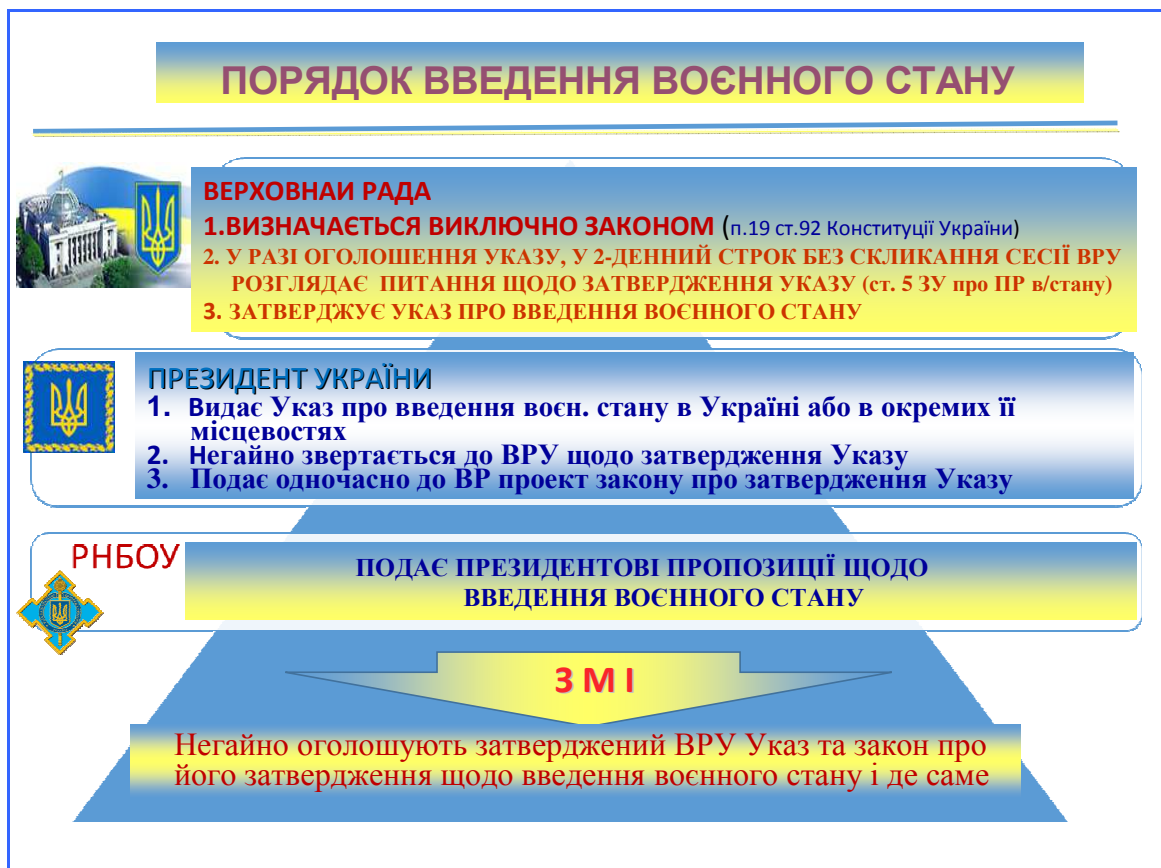 ПОРЯДОК ВВЕДЕННЯ ВОЄННОГО СТАНУ
ВЕРХОВНАИ РАДА
1.ВИЗНАЧАЄТЬСЯ ВИКЛЮЧНО ЗАКОНОМ (п.19 ст.92 Конституції України)
2. У РАЗІ ОГОЛОШЕННЯ УКАЗУ, У 2-ДЕННИЙ СТРОК БЕЗ СКЛИКАННЯ СЕСІЇ ВРУ
РОЗГЛЯДАЄ ПИТАННЯ ЩОДО ЗАТВЕРДЖЕННЯ УКАЗУ (ст. 5 ЗУ про ПР в/стану)
3. ЗАТВЕРДЖУЄ УКАЗ ПРО ВВЕДЕННЯ ВОЄННОГО СТАНУ
ПРЕЗИДЕНТ УКРАЇНИ
1. Видає Указ про введення воєн. стану в Україні або в окремих її
місцевостях
2. Негайно звертається до ВРУ щодо затвердження Указу
3. Подає одночасно до ВР проект закону про затвердження Указу
РНБОУ
ПОДАЄ ПРЕЗИДЕНТОВІ ПРОПОЗИЦІЇ ЩОДО
ВВЕДЕННЯ ВОЄННОГО СТАНУ
З М І
Негайно оголошують затверджений ВРУ Указ та закон про
його затвердження щодо введення воєнного стану і де саме